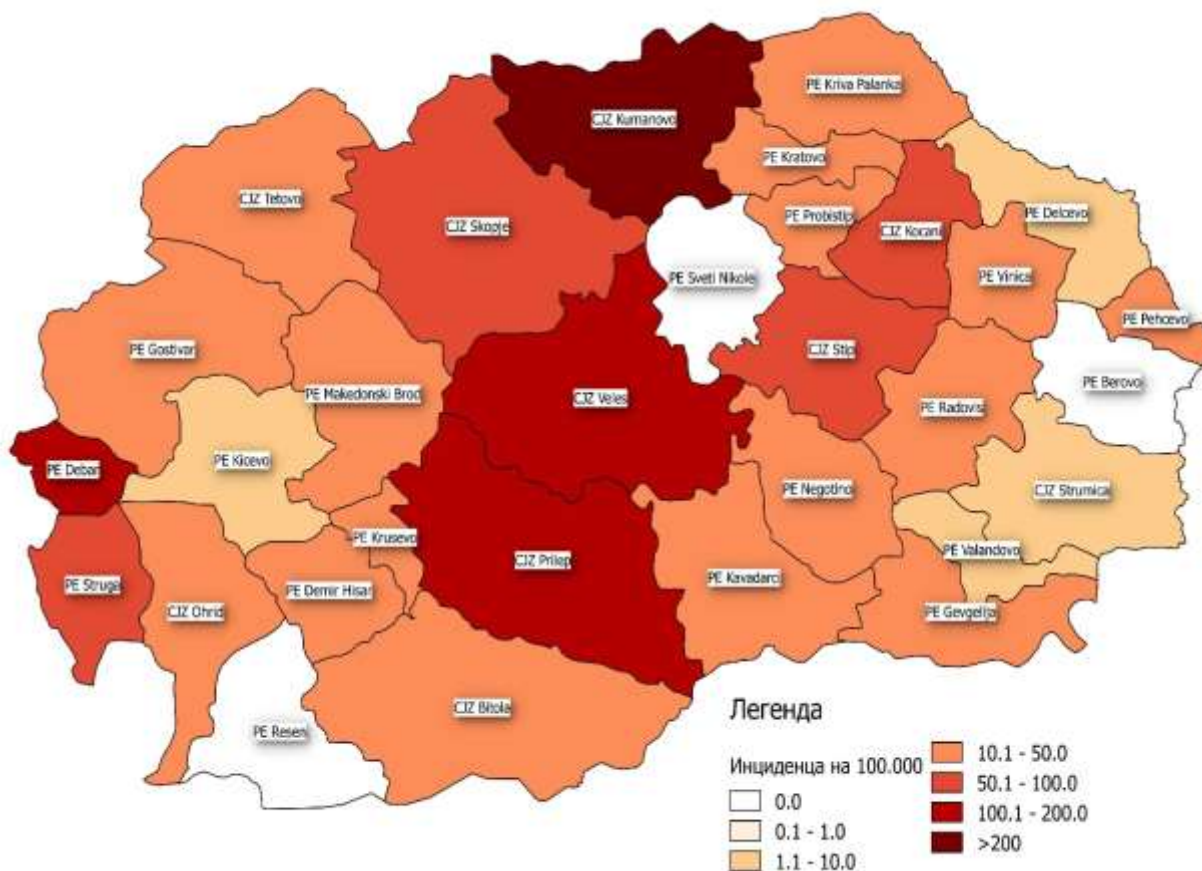 PE Kriva Palanka
CJZ Kumanovo
PE Kratovo
CJZ Tetovo
PE Probistip
PE Delcevo
CJZ Skopje
CJZ Kocani
PE Sveti Nikole
PE Vinica
PE Pehcevo
PE Gostivar
CJZ Stip
PE Berovo
PE Makedonski Brod
CJZ Veles
PE Radovis
PE Debar
PE Kicevo
PE Negotino
CJZ Strumica
PE Krusevo
PE Valandovo
CJZ Prilep
PE Struga
PE Kavadarci
PE Demir Hisar
CJZ Ohrid
PE Gevgelija
CJZ Bitola
PE Resen
Легенда
Инциденца на 100.000
0.0
0.1 - 1.0
1.1 - 10.0
10.1 - 50.0
50.1 - 100.0
100.1 - 200.0
>200